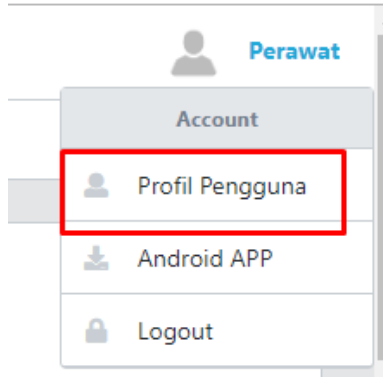 Perawat
Account
Profil Pengguna
Android APP
Logout